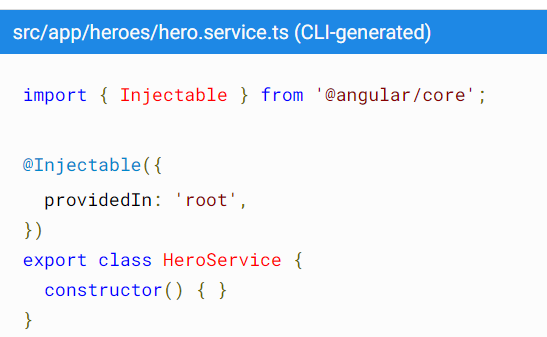 src/app/heroes/hero.service.ts (CLI-generated)
import { Injectable } from '@angular/core';
@Injectable({
  providedIn: 'root',
})
export class HeroService {
  constructor() { }
}